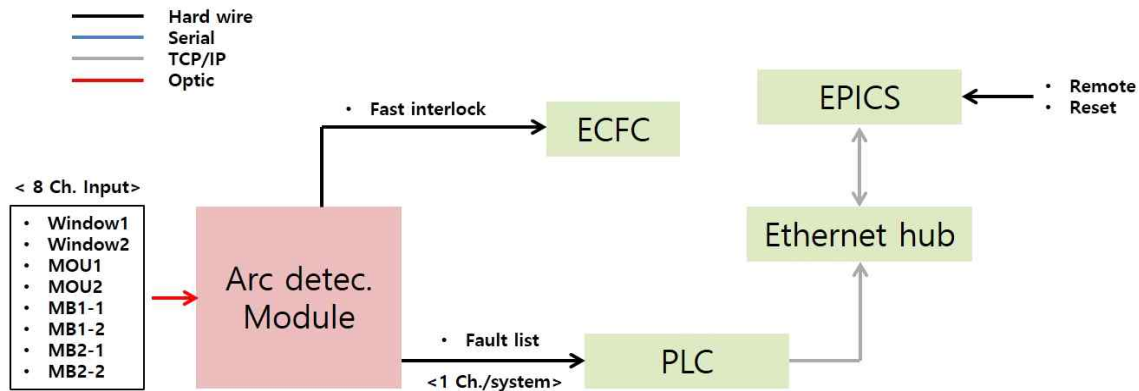 Hard wire
Serial
TCP/IP
Optic
• Fast interlock
ECFC
EPICS
• Remote
• Reset
< 8 Ch. Input>
• Window1
• Window2
• MOU1
• MOU2
• MB1-1
• MB1-2
• MB2-1
• MB2-2
Arc detec.
Module
Ethernet hub
• Fault list
<1 Ch./system>
PLC